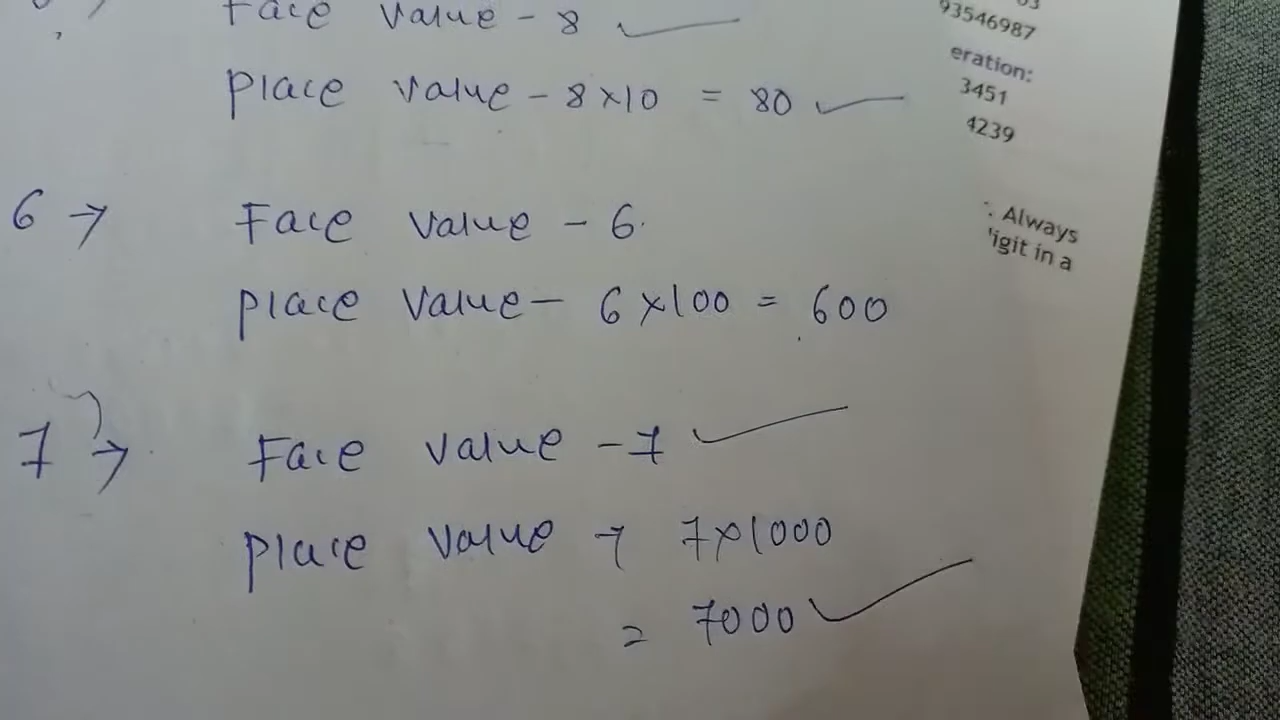 Face value - 8
Place value - 8×10 = 80
6 → Face value - 6.
place value - 6×100 = 600
7 → Face value - 7
place value → 7×1000
= 7000
93546987
eration:
3451
4239
Always
igit in a